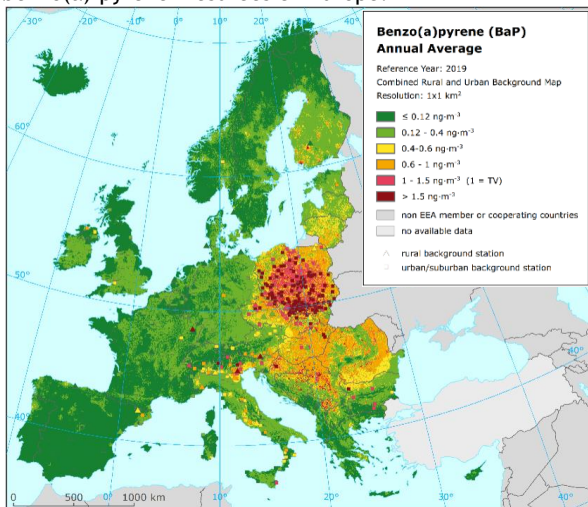 Benzo(a)pyrene (BaP)
Annual Average
Reference Year: 2019
Combined Rural and Urban Background Map
Resolution: 1x1 km²
≤ 0.12 ng·m⁻³
0.12 - 0.4 ng·m⁻³
0.4-0.6 ng·m⁻³
0.6 - 1 ng·m⁻³
1 - 1.5 ng·m⁻³ (1 = TV)
> 1.5 ng·m⁻³
non EEA member or cooperating countries
no available data
rural background station
urban/suburban background station
-30°
-20°
-10°
0°
10°
20°
30°
60°
50°
40°
50°
40°
0°
10°
20°
30°
0 500 1000 km